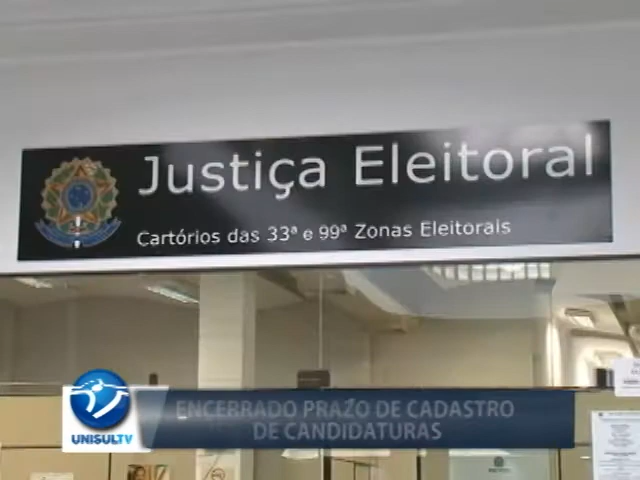 Justiça Eleitoral
Cartórios das 33ª e 99ª Zonas Eleitorais
ENCERRADO PRAZO DE CADASTRO
DE CANDIDATURAS
UNISULTV